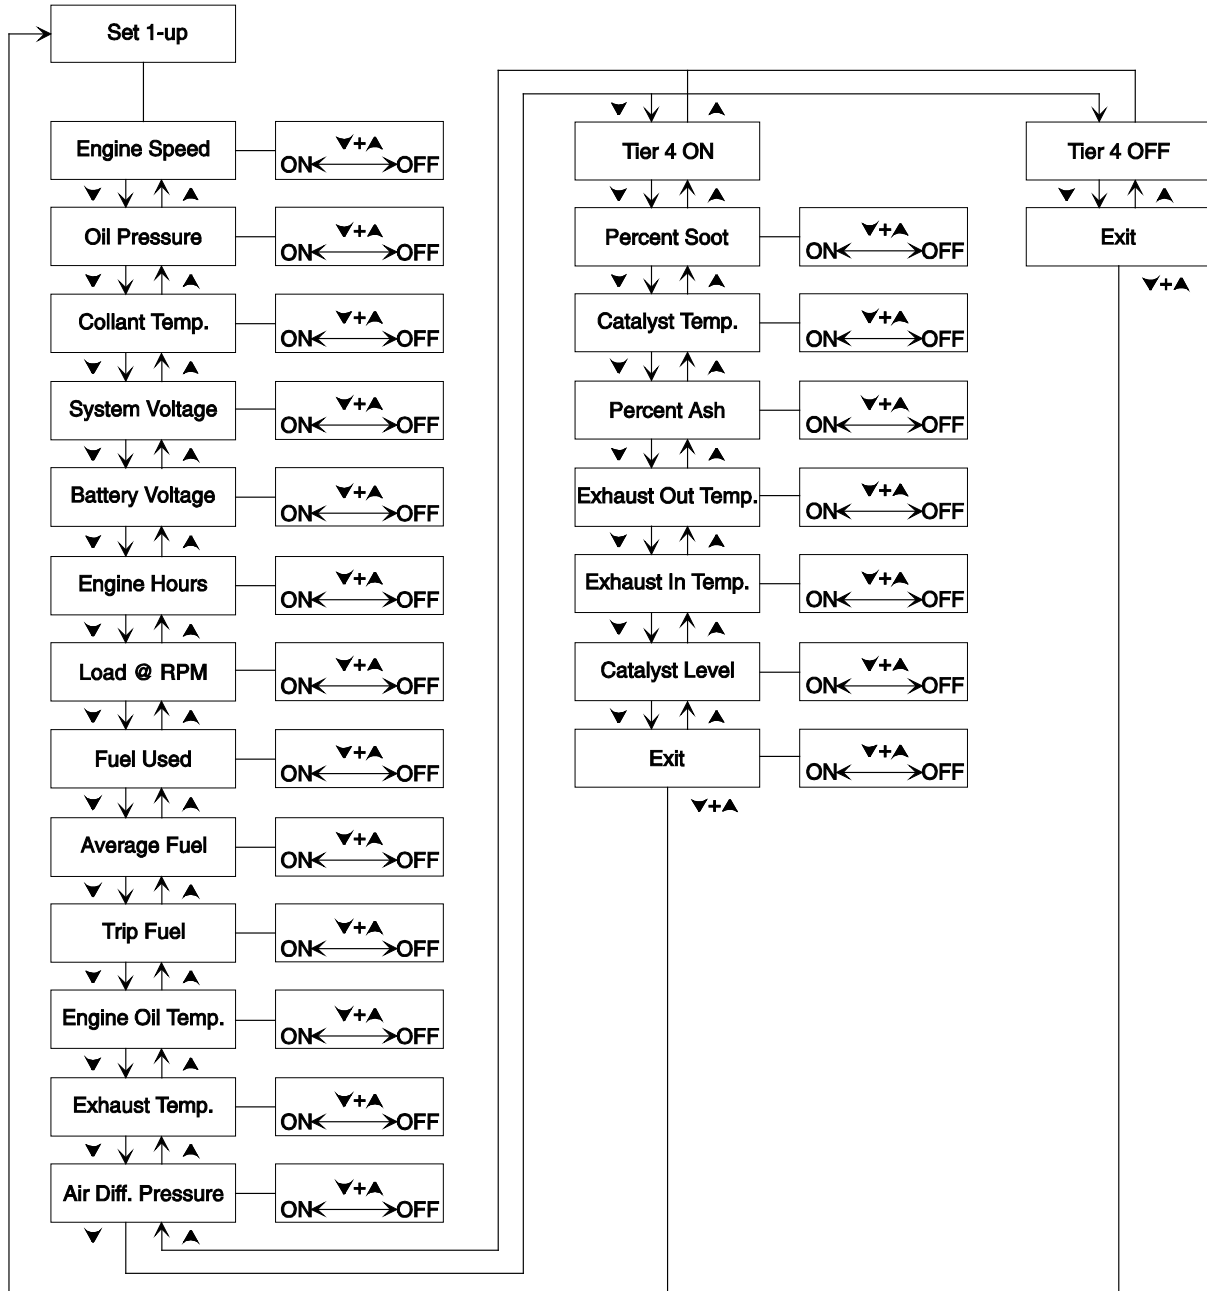 Set 1-up
Engine Speed
▼+▲
ON OFF
Oil Pressure
▼+▲
ON OFF
Collant Temp.
▼+▲
ON OFF
System Voltage
▼+▲
ON OFF
Battery Voltage
▼+▲
ON OFF
Engine Hours
▼+▲
ON OFF
Load @ RPM
▼+▲
ON OFF
Fuel Used
▼+▲
ON OFF
Average Fuel
▼+▲
ON OFF
Trip Fuel
▼+▲
ON OFF
Engine Oil Temp.
▼+▲
ON OFF
Exhaust Temp.
▼+▲
ON OFF
Air Diff. Pressure
▼+▲
ON OFF
Tier 4 ON
Percent Soot
▼+▲
ON OFF
Catalyst Temp.
▼+▲
ON OFF
Percent Ash
▼+▲
ON OFF
Exhaust Out Temp.
▼+▲
ON OFF
Exhaust In Temp.
▼+▲
ON OFF
Catalyst Level
▼+▲
ON OFF
Exit
▼+▲
ON OFF
▼+▲
Tier 4 OFF
Exit
▼+▲